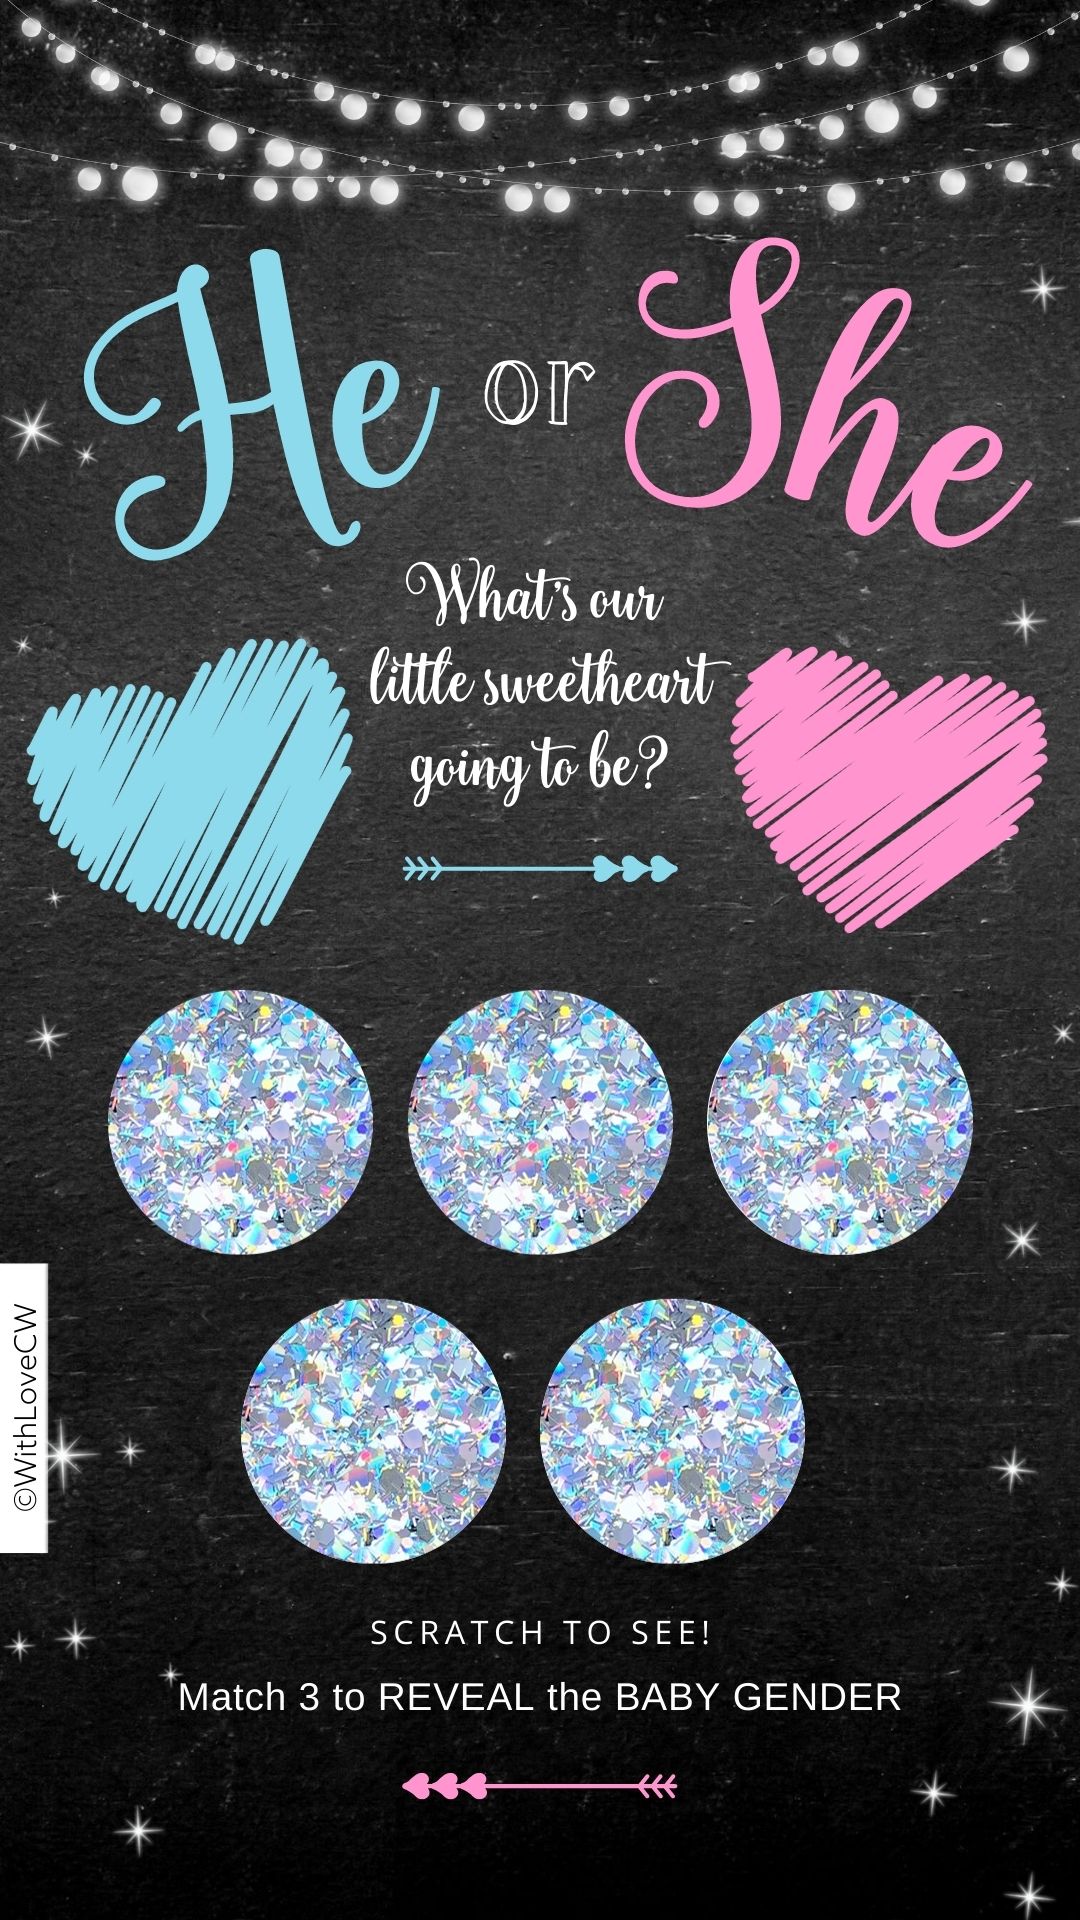 He or She
What's our
little sweetheart
going to be?
©WithLoveCW
SCRATCH TO SEE!
Match 3 to REVEAL the BABY GENDER